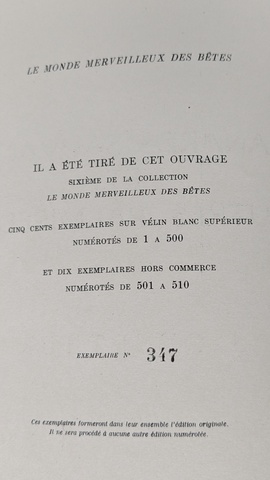 LE MONDE MERVEILLEUX DES BÊTES
IL A ÉTÉ TIRÉ DE CET OUVRAGE
SIXIÈME DE LA COLLECTION
LE MONDE MERVEILLEUX DES BÊTES
CINQ CENTS EXEMPLAIRES SUR VÉLIN BLANC SUPÉRIEUR
NUMÉROTÉS DE 1 A 500
ET DIX EXEMPLAIRES HORS COMMERCE
NUMÉROTÉS DE 501 A 510
EXEMPLAIRE N° 347
Ces exemplaires formeront dans leur ensemble l'édition originale.
Il ne sera procédé à aucune autre édition numérotée.